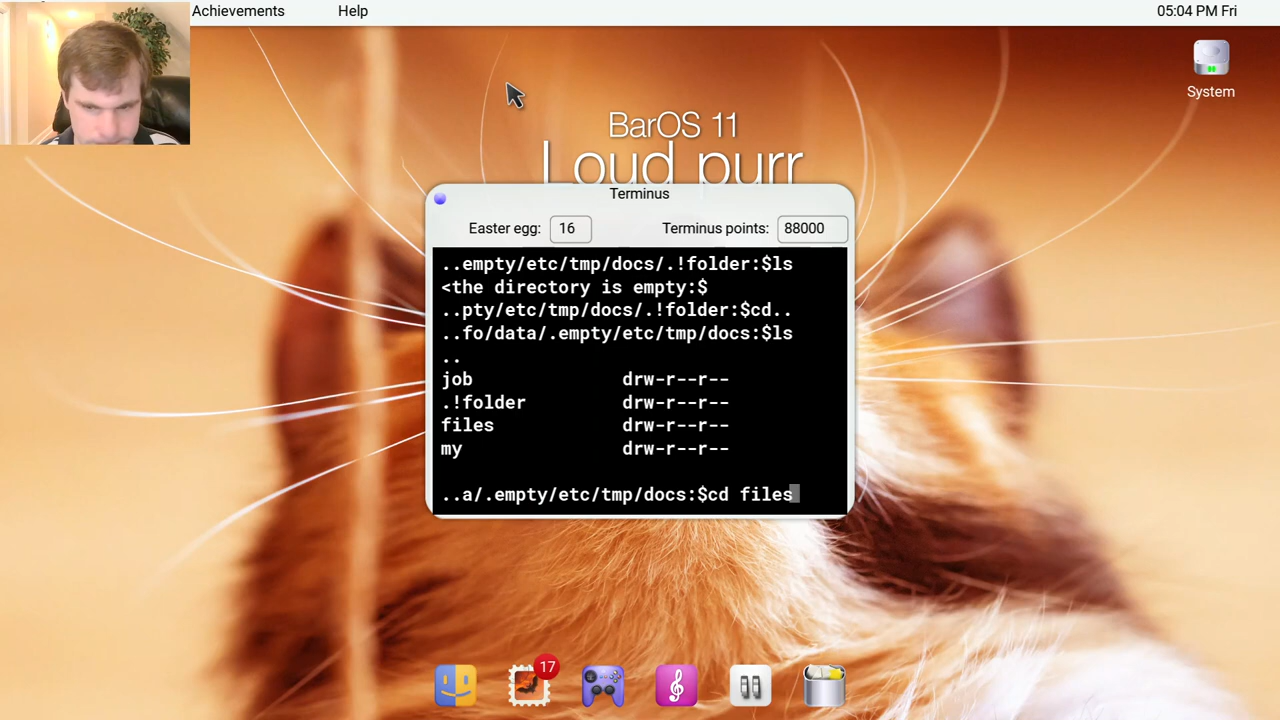 Achievements Help 05:04 PM Fri
System
BarOS 11
Loud purr
Terminus
Easter egg: 16 Terminus points: 88000
..empty/etc/tmp/docs/.!folder:$ls
<the directory is empty:$
..pty/etc/tmp/docs/.!folder:$cd..
..fo/data/.empty/etc/tmp/docs:$ls
..
job drw-r--r--
.!folder drw-r--r--
files drw-r--r--
my drw-r--r--
..a/.empty/etc/tmp/docs:$cd files
17